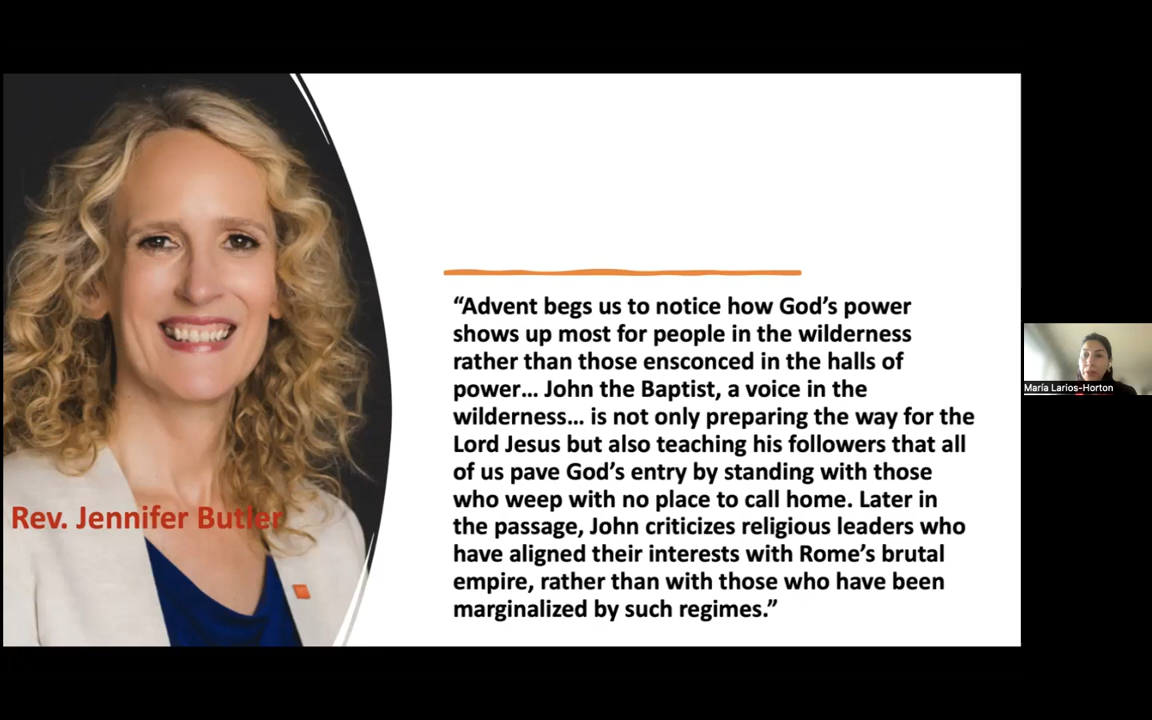 “Advent begs us to notice how God’s power
shows up most for people in the wilderness
rather than those ensconced in the halls of
power… John the Baptist, a voice in the
wilderness… is not only preparing the way for the
Lord Jesus but also teaching his followers that all
of us pave God’s entry by standing with those
who weep with no place to call home. Later in
the passage, John criticizes religious leaders who
have aligned their interests with Rome’s brutal
empire, rather than with those who have been
marginalized by such regimes.”
Rev. Jennifer Butler
María Larios-Horton